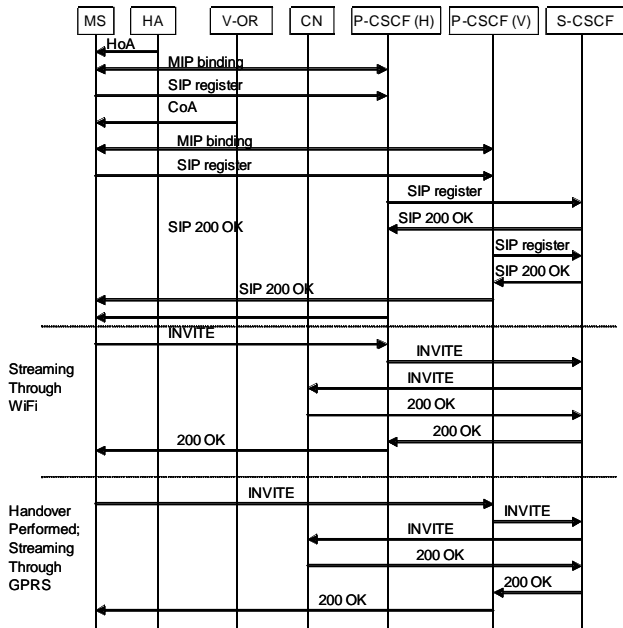 MS HA V-OR CN P-CSCF (H) P-CSCF (V) S-CSCF
HoA
MIP binding
SIP register
CoA
MIP binding
SIP register
SIP register
SIP 200 OK SIP 200 OK
SIP register
SIP 200 OK
SIP 200 OK
INVITE
INVITE
Streaming
Through
WiFi
INVITE
200 OK
200 OK
200 OK
INVITE
Handover
Performed;
Streaming
Through
GPRS
INVITE
INVITE
200 OK
200 OK
200 OK